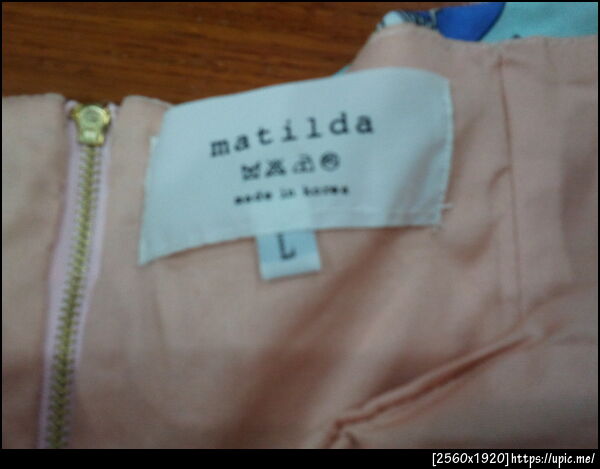 matilda
made in korea
L
[2560x1920]https://upic.me/